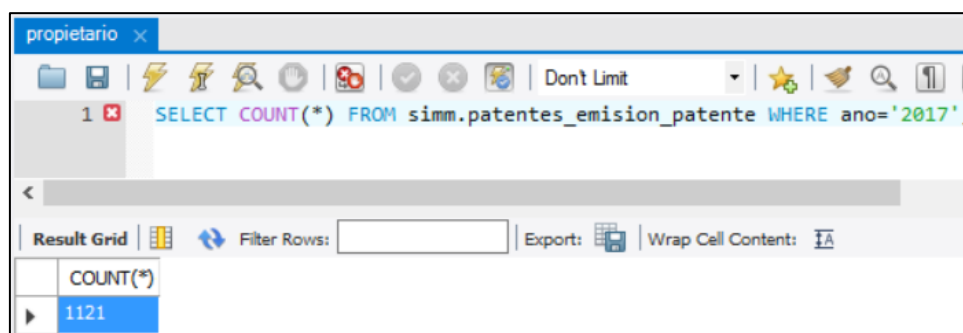 propietario
Don't Limit
1 SELECT COUNT(*) FROM simm.patentes_emision_patente WHERE ano='2017'
Result Grid Filter Rows: Export: Wrap Cell Content: IA
COUNT(*)
1121